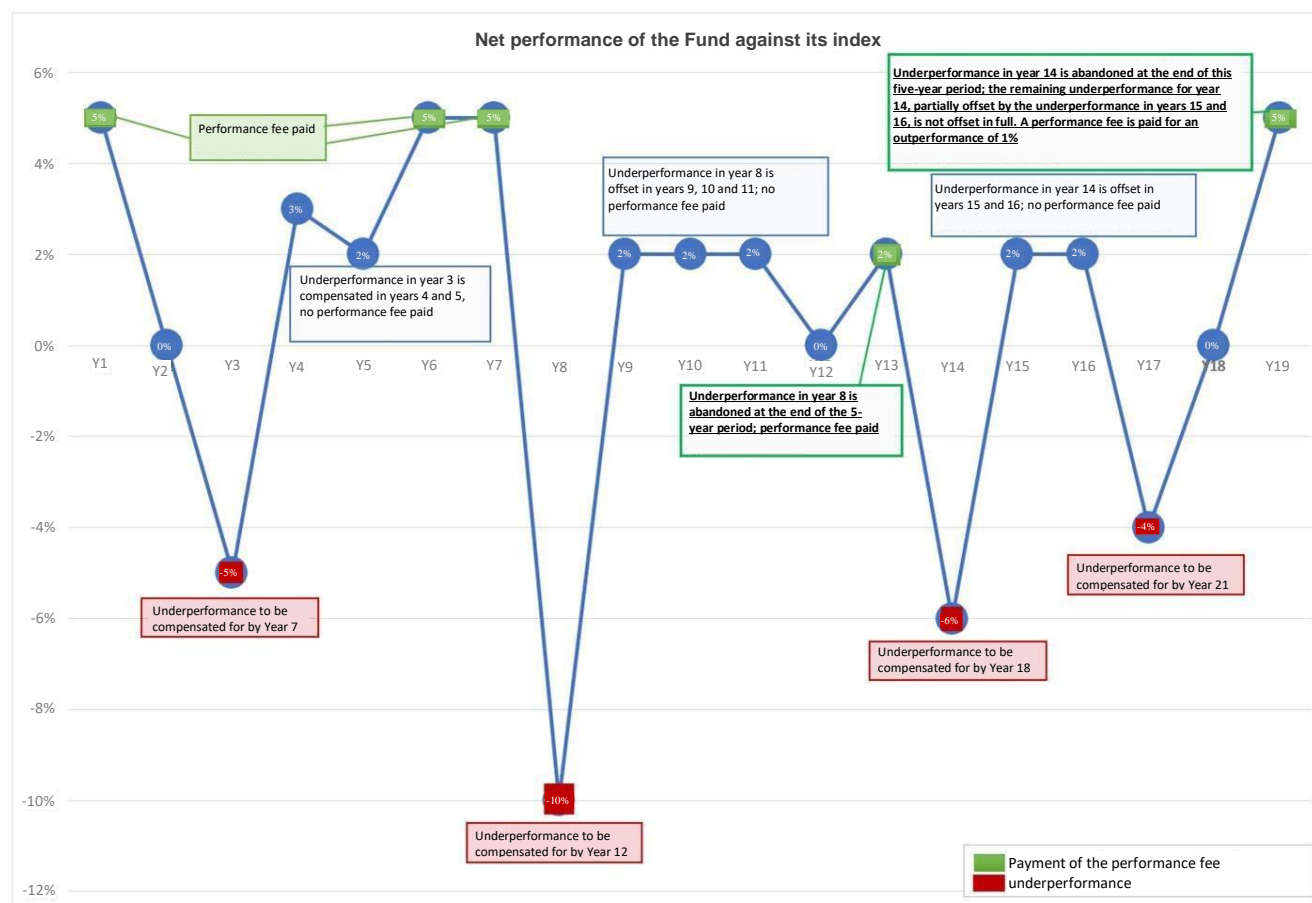 Net performance of the Fund against its index
6%
4%
2%
0%
-2%
-4%
-6%
-8%
-10%
-12%
Performance fee paid
Underperformance in year 14 is abandoned at the end of this
five-year period; the remaining underperformance for year
14, partially offset by the underperformance in years 15 and
16, is not offset in full. A performance fee is paid for an
outperformance of 1%
Underperformance in year 8 is
offset in years 9, 10 and 11; no
performance fee paid
Underperformance in year 14 is offset in
years 15 and 16; no performance fee paid
Underperformance in year 3 is
compensated in years 4 and 5,
no performance fee paid
5%
0%
-5%
3%
2%
5%
5%
-10%
2%
2%
2%
0%
2%
-6%
2%
2%
-4%
0%
5%
Y1
Y2
Y3
Y4
Y5
Y6
Y7
Y8
Y9
Y10
Y11
Y12
Y13
Y14
Y15
Y16
Y17
Y18
Y19
Underperformance in year 8 is
abandoned at the end of the 5-
year period; performance fee paid
Underperformance to be
compensated for by Year 21
Underperformance to be
compensated for by Year 7
Underperformance to be
compensated for by Year 18
Underperformance to be
compensated for by Year 12
Payment of the performance fee
underperformance